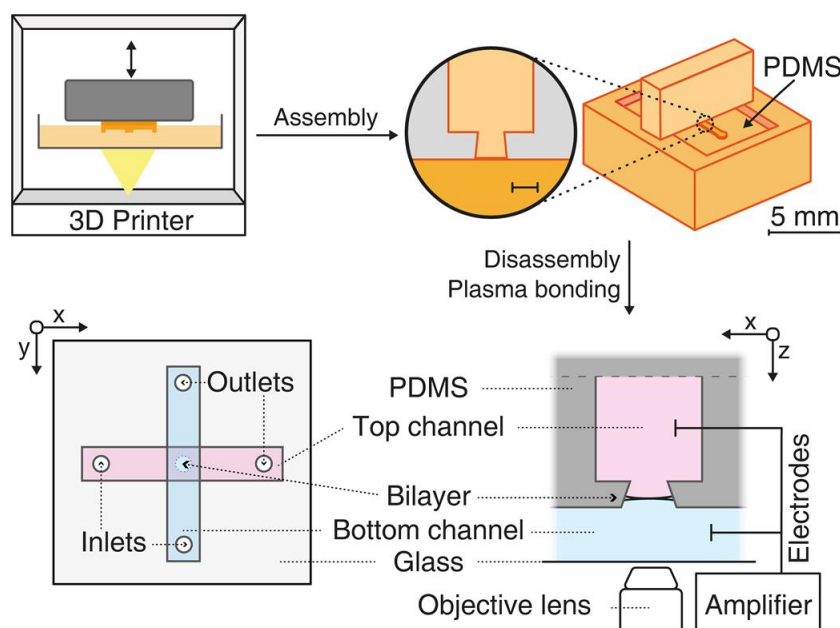 3D Printer
Assembly
PDMS
5 mm
Disassembly
Plasma bonding
x
y
Outlets
Inlets
PDMS
Top channel
Bilayer
Bottom channel
Glass
Objective lens
x
z
Electrodes
Amplifier